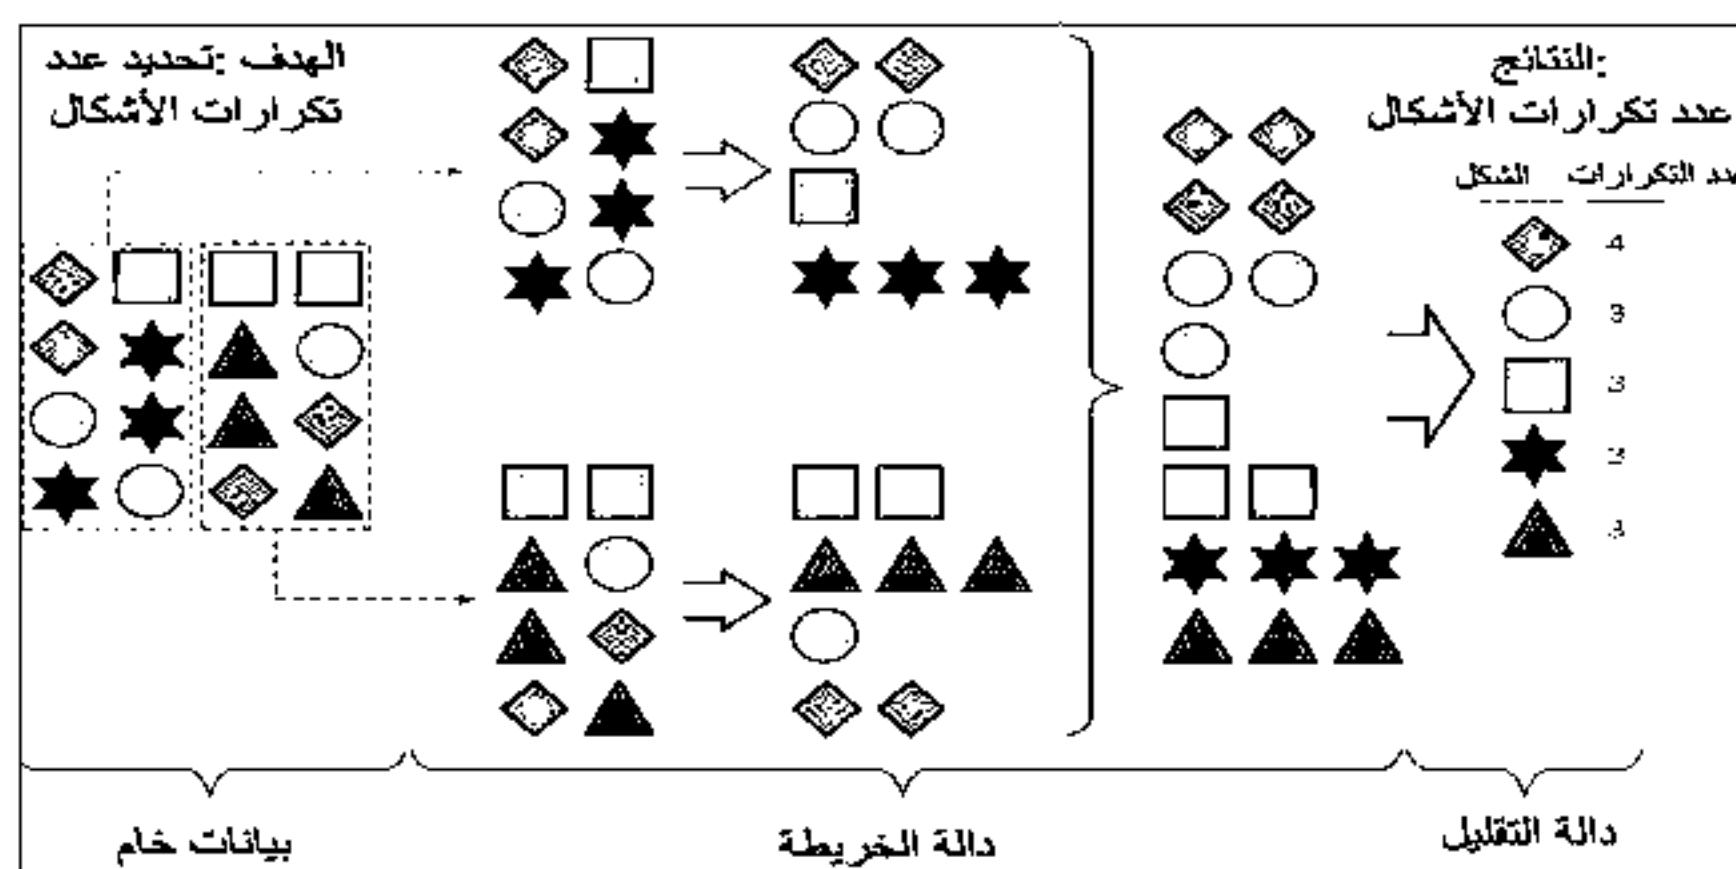 الهدف :تحديد عدد
تكرارات الأشكال
:النتائج
عدد تكرارات الأشكال
الشكل عدد التكرارات
4
3
3
3
3
بيانات خام
دالة الخريطة
دالة التقليل